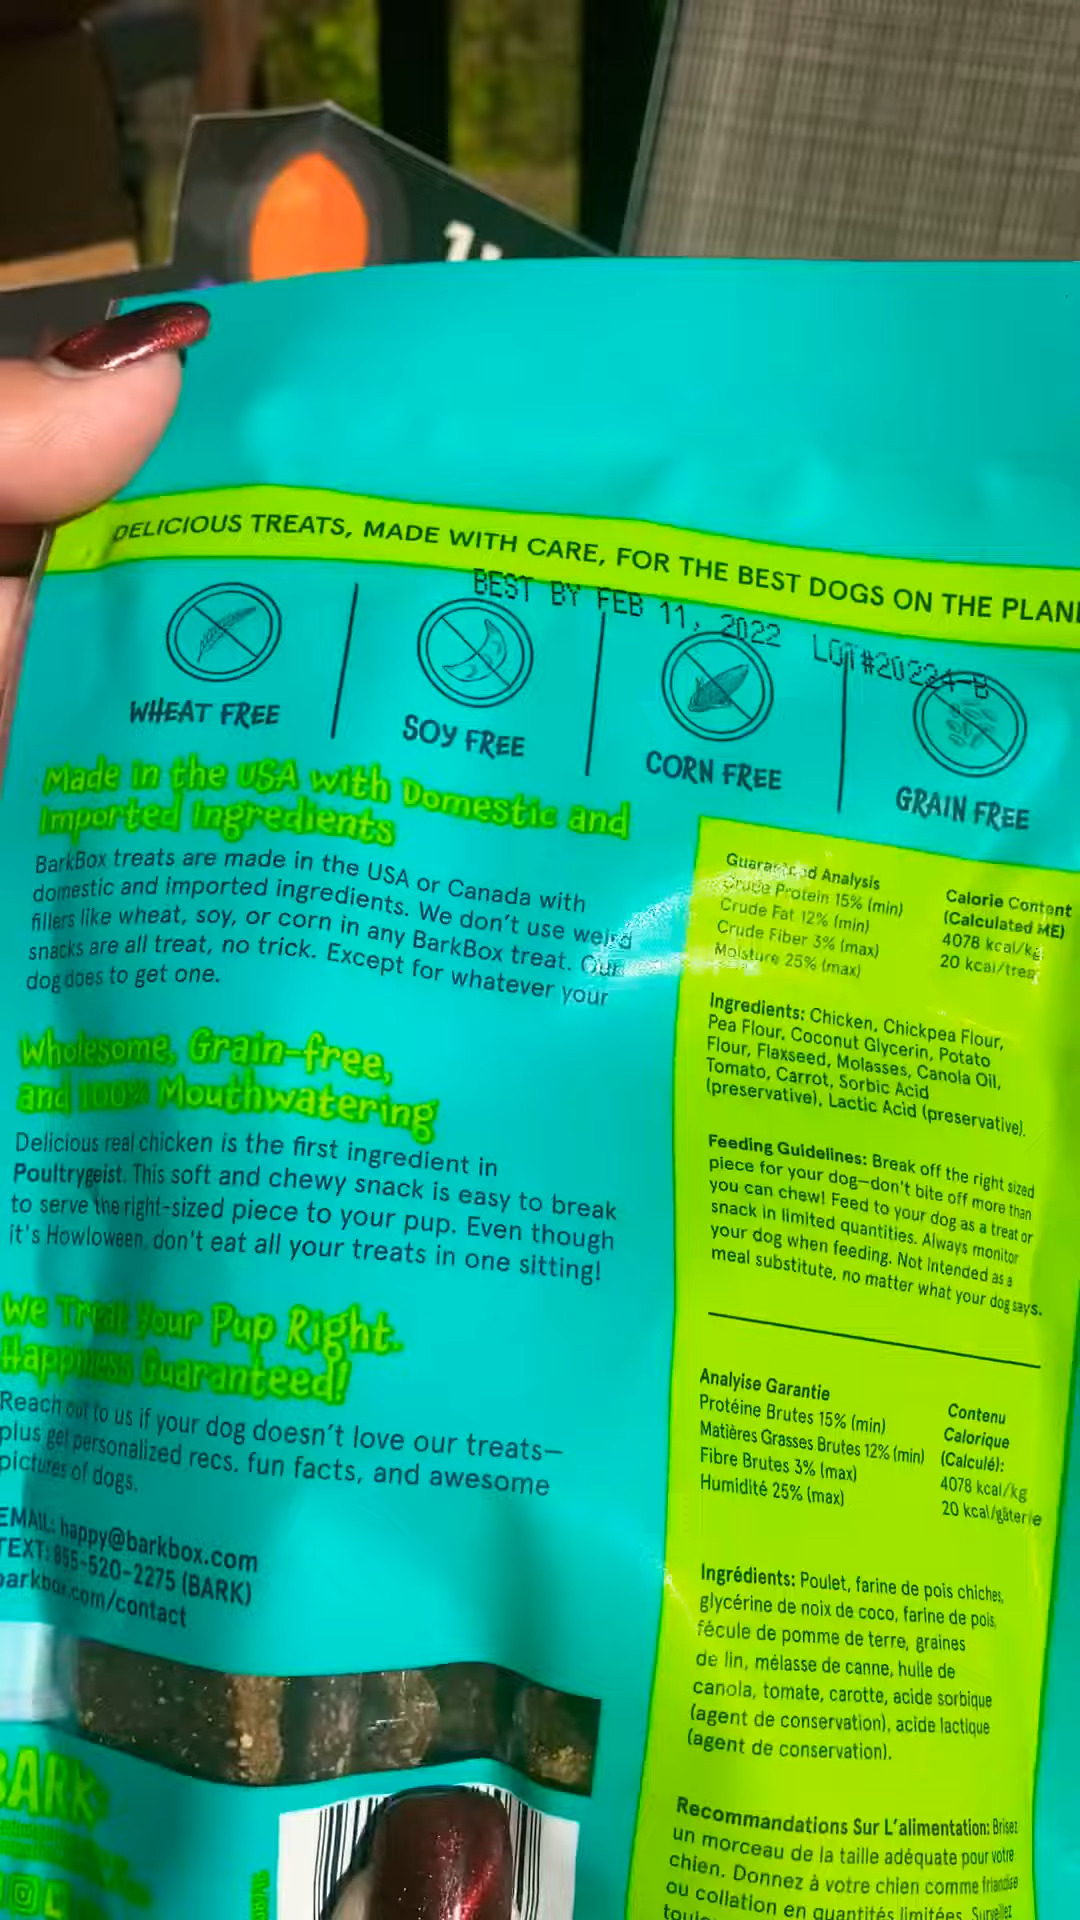 DELICIOUS TREATS, MADE WITH CARE, FOR THE BEST DOGS ON THE
BEST BY FEB 11, 2022 LOT#20224-B
WHEAT FREE
SOY FREE
CORN FREE
GRAIN FREE
Made in the USA with Domestic and
Imported Ingredients
BarkBox treats are made in the USA or Canada with
domestic and imported ingredients. We don't use weird
fillers like wheat, soy, or corn in any BarkBox treat. Our
snacks are all treat, no trick. Except for whatever your
dog does to get one.
Wholesome, Grain-free,
and 100% Mouthwatering
Delicious real chicken is the first ingredient in
Poultrygeist. This soft and chewy snack is easy to break
to serve the right-sized piece to your pup. Even though
it's Howloween, don't eat all your treats in one sitting!
We Treat Your Pup Right.
Happiness Guaranteed!
Reach out to us if your dog doesn't love our treats—
plus get personalized recs, fun facts, and awesome
pictures of dogs.
EMAIL: happy@barkbox.com
TEXT: 855-520-2275 (BARK)
barkbox.com/contact
BARK
Guaranteed Analysis
Crude Protein 15% (min)
Crude Fat 12% (min)
Crude Fiber 3% (max)
Moisture 25% (max)
Calorie Content
(Calculated ME)
4078 kcal/kg
20 kcal/treat
Ingredients: Chicken, Chickpea Flour,
Pea Flour, Coconut Glycerin, Potato
Flour, Flaxseed, Molasses, Canola Oil,
Tomato, Carrot, Sorbic Acid
(preservative), Lactic Acid (preservative).
Feeding Guidelines: Break off the right sized
piece for your dog—don't bite off more than
you can chew! Feed to your dog as a treat or
snack in limited quantities. Always monitor
your dog when feeding. Not intended as a
meal substitute, no matter what your dog says.
Analyise Garantie
Protéine Brutes 15% (min)
Matières Grasses Brutes 12% (min)
Fibre Brutes 3% (max)
Humidité 25% (max)
Contenu
Calorique
(Calculé):
4078 kcal/kg
20 kcal/gâterie
Ingrédients: Poulet, farine de pois chiches,
glycérine de noix de coco, farine de pois,
fécule de pomme de terre, graines
de lin, mélasse de canne, huile de
canola, tomate, carotte, acide sorbique
(agent de conservation), acide lactique
(agent de conservation).
Recommandations Sur L'alimentation: Brisez
un morceau de la taille adéquate pour votre
chien. Donnez à votre chien comme friandise
ou collation en quantités limitées. Surveillez